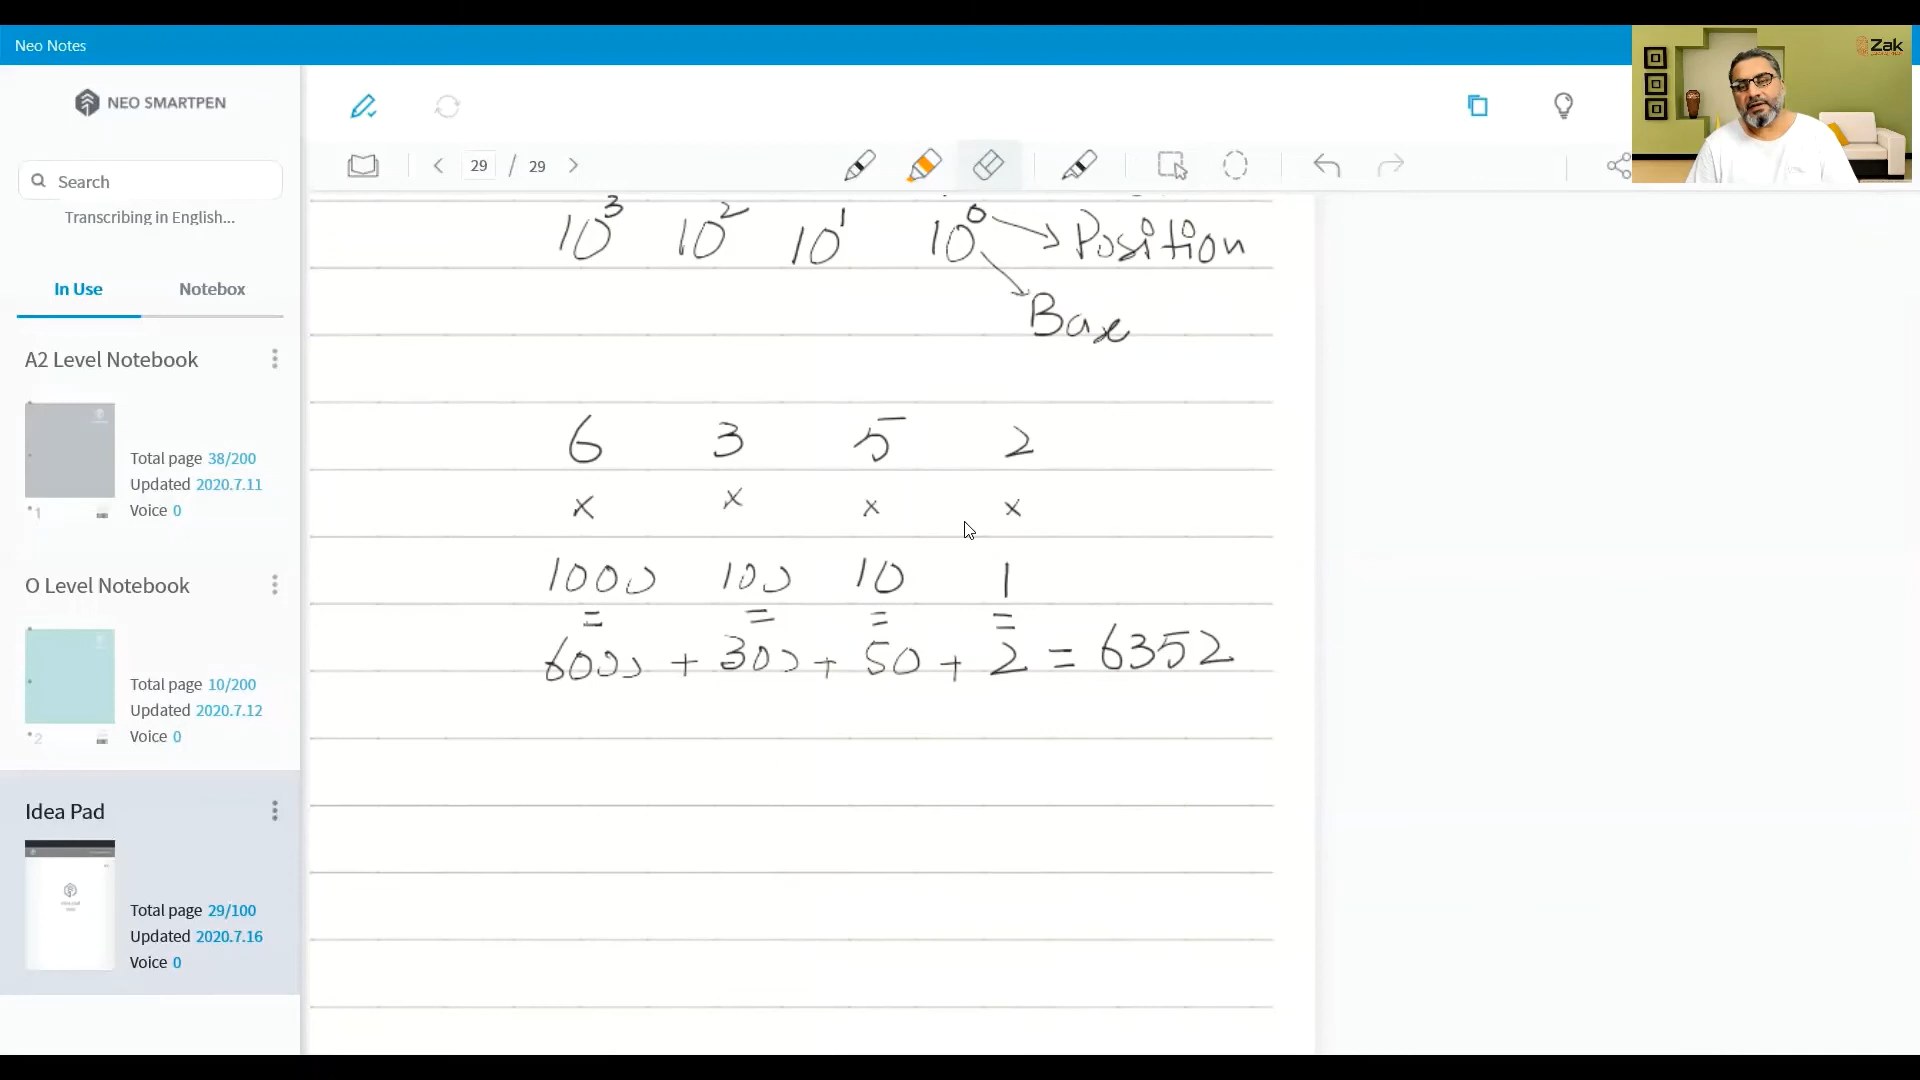 Neo Notes
Zak
NEO SMARTPEN
Search
Transcribing in English...
29 / 29
In Use Notebox
A2 Level Notebook
Total page 38/200
Updated 2020.7.11
Voice 0
1
O Level Notebook
Total page 10/200
Updated 2020.7.12
Voice 0
2
Idea Pad
Total page 29/100
Updated 2020.7.16
Voice 0
10³ 10² 10¹ 10⁰ → Position
Base
6 3 5 2
× × × ×
1000 100 10 1
= = = =
6000 + 300 + 50 + 2 = 6352